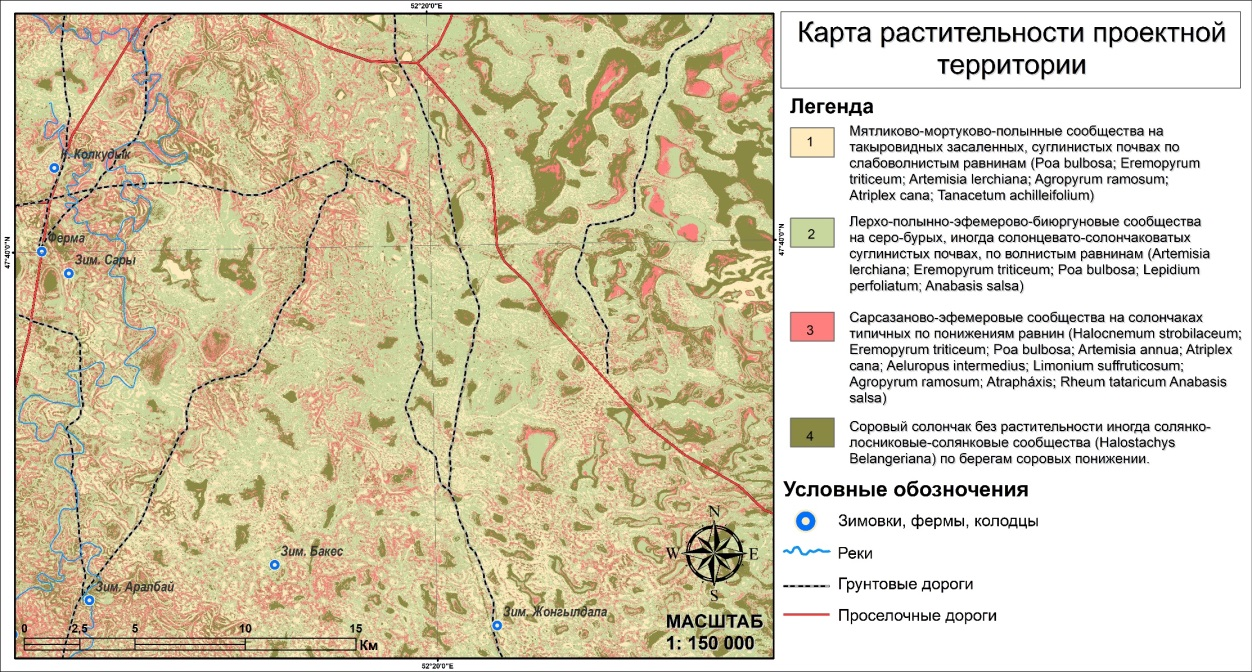 52°20'0"E
Карта растительности проектной
территории
Легенда
1
Мятликово-мортуково-полынные сообщества на
такыровидных засаленных, суглинистых почвах по
слабоволнистым равнинам (Poa bulbosa; Eremopyrum
triticeum; Artemisia lerchiana; Agropyrum ramosum;
Atriplex cana; Tanacetum achilleifolium)
2
Лерхо-полынно-эфемерово-биюргуновые сообщества
на серо-бурых, иногда солонцевато-солончаковатых
суглинистых почвах, по волнистым равнинам (Artemisia
lerchiana; Eremopyrum triticeum; Poa bulbosa; Lepidium
perfoliatum; Anabasis salsa)
3
Сарсазаново-эфемеровые сообщества на солончаках
типичных по понижениям равнин (Halocnemum strobilaceum;
Eremopyrum triticeum; Poa bulbosa; Artemisia annua; Atriplex
cana; Aeluropus intermedius; Limonium suffruticosum;
Agropyrum ramosum; Atrapháxis; Rheum tataricum Anabasis
salsa)
4
Соровый солончак без растительности иногда солянко-
лосниковые-солянковые сообщества (Halostachys
Belangeriana) по берегам соровых понижении.
Условные обозночения
Зимовки, фермы, колодцы
Реки
Грунтовые дороги
Проселочные дороги
К. Колкудык
Ферма
Зим. Сары
47°40'0"N
47°40'0"N
Зим. Бакес
Зим. Арапбай
Зим. Жонгылдала
N
W
E
S
МАСШТАБ
1: 150 000
0
2,5
5
10
15
Км
52°20'0"E